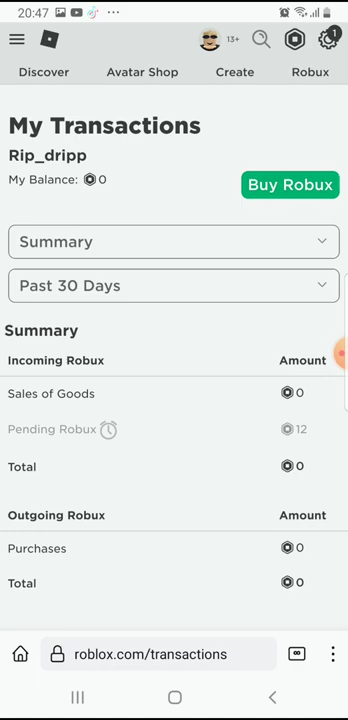 20:47
13+
1
Discover Avatar Shop Create Robux
My Transactions
Rip_dripp
My Balance: 0
Buy Robux
Summary
Past 30 Days
Summary
Incoming Robux Amount
Sales of Goods 0
Pending Robux 12
Total 0
Outgoing Robux Amount
Purchases 0
Total 0
roblox.com/transactions